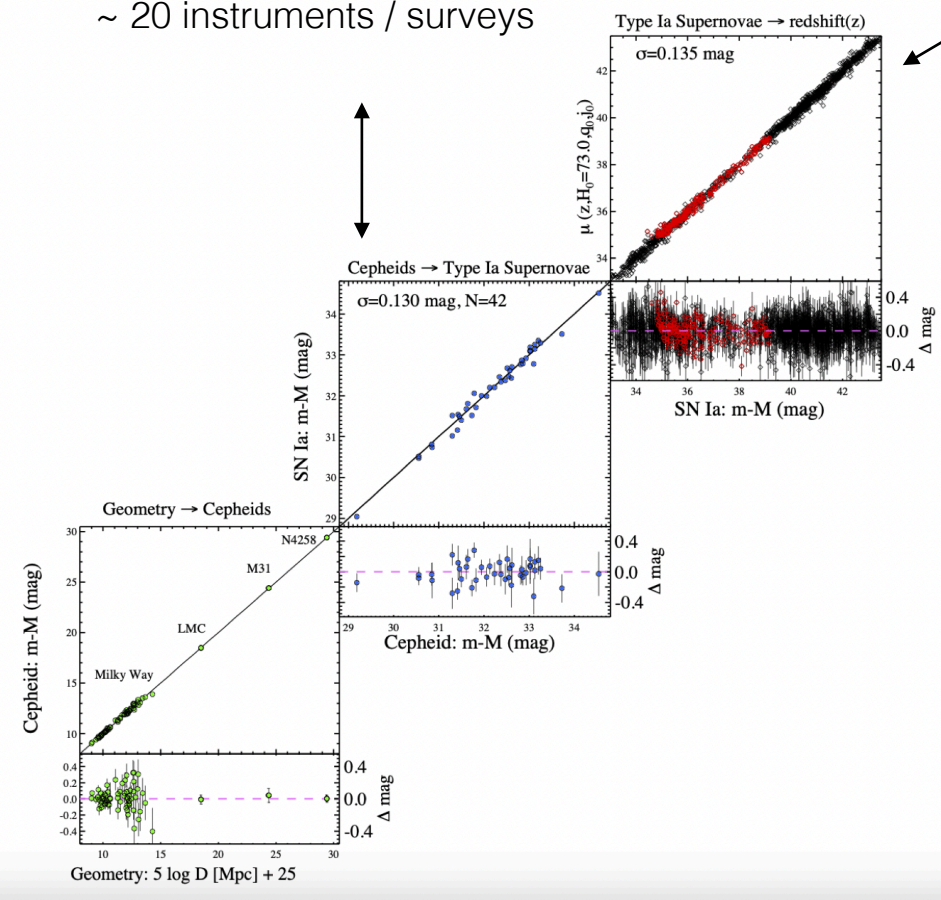 ~ 20 instruments / surveys
Type Ia Supernovae → redshift(z)
σ=0.135 mag
μ (z,H₀=73.0,q₀,j₀)
42
40
38
36
34
0.4
0.0
-0.4
Δ mag
34 36 38 40 42
SN Ia: m-M (mag)
Cepheids → Type Ia Supernovae
σ=0.130 mag, N=42
SN Ia: m-M (mag)
34
33
32
31
30
29
0.4
0.0
-0.4
Δ mag
29 30 31 32 33 34
Cepheid: m-M (mag)
Geometry → Cepheids
N4258
M31
LMC
Milky Way
Cepheid: m-M (mag)
30
25
20
15
10
0.4
0.2
0.0
-0.2
-0.4
0.4
0.0
-0.4
Δ mag
10 15 20 25 30
Geometry: 5 log D [Mpc] + 25